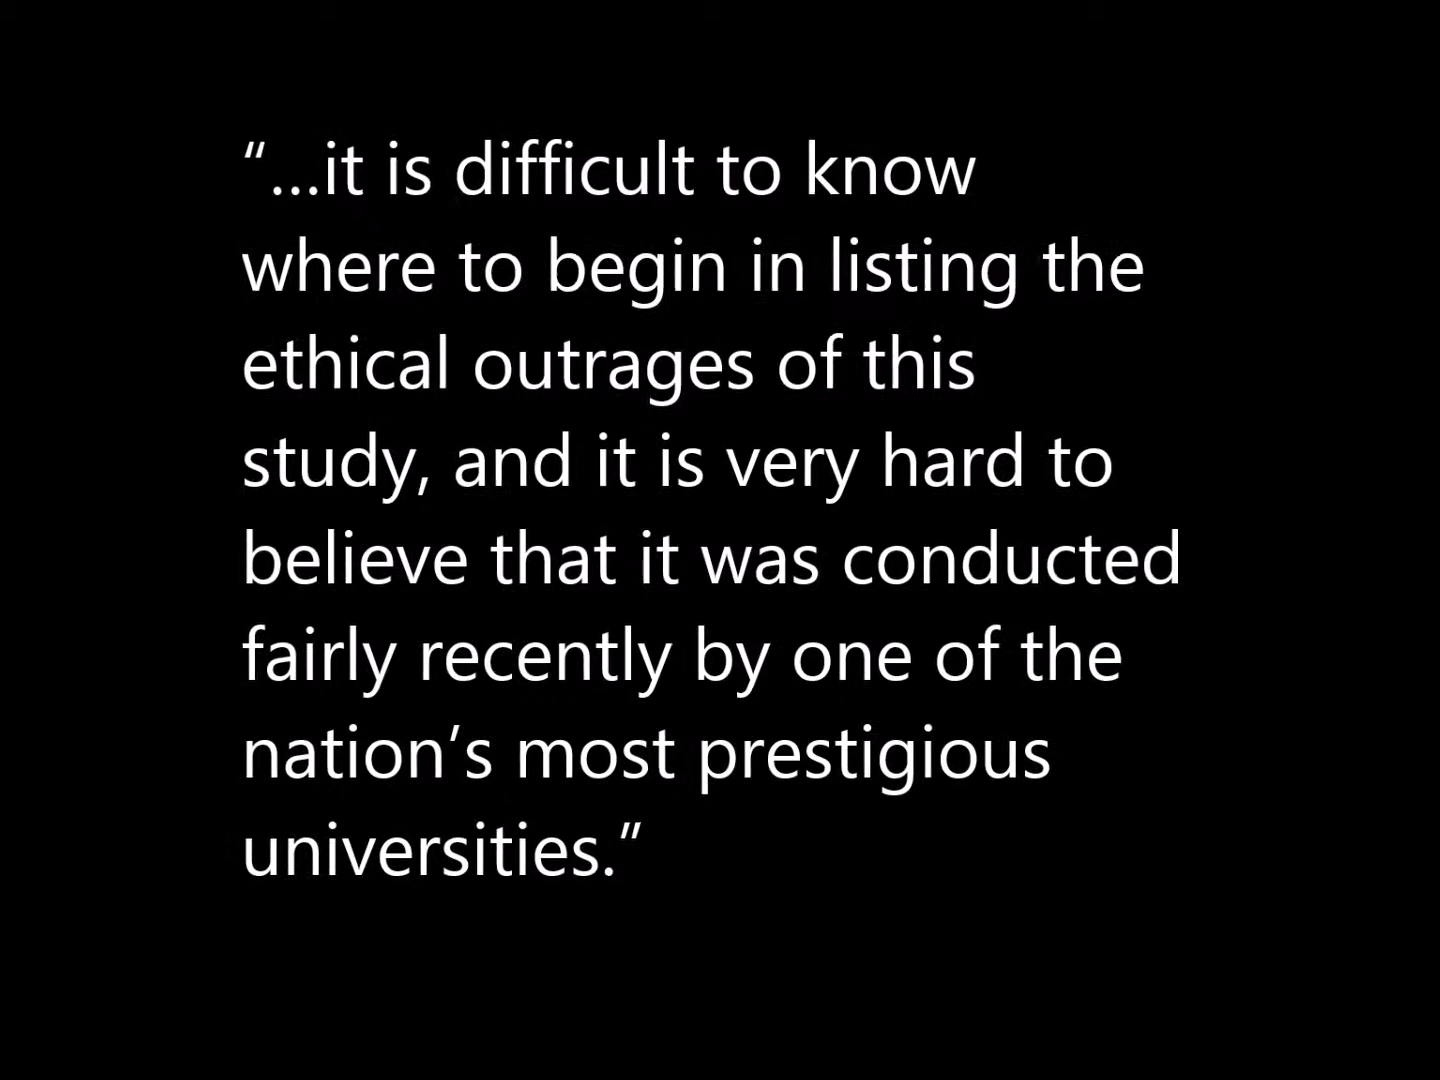 “...it is difficult to know
where to begin in listing the
ethical outrages of this
study, and it is very hard to
believe that it was conducted
fairly recently by one of the
nation’s most prestigious
universities.”